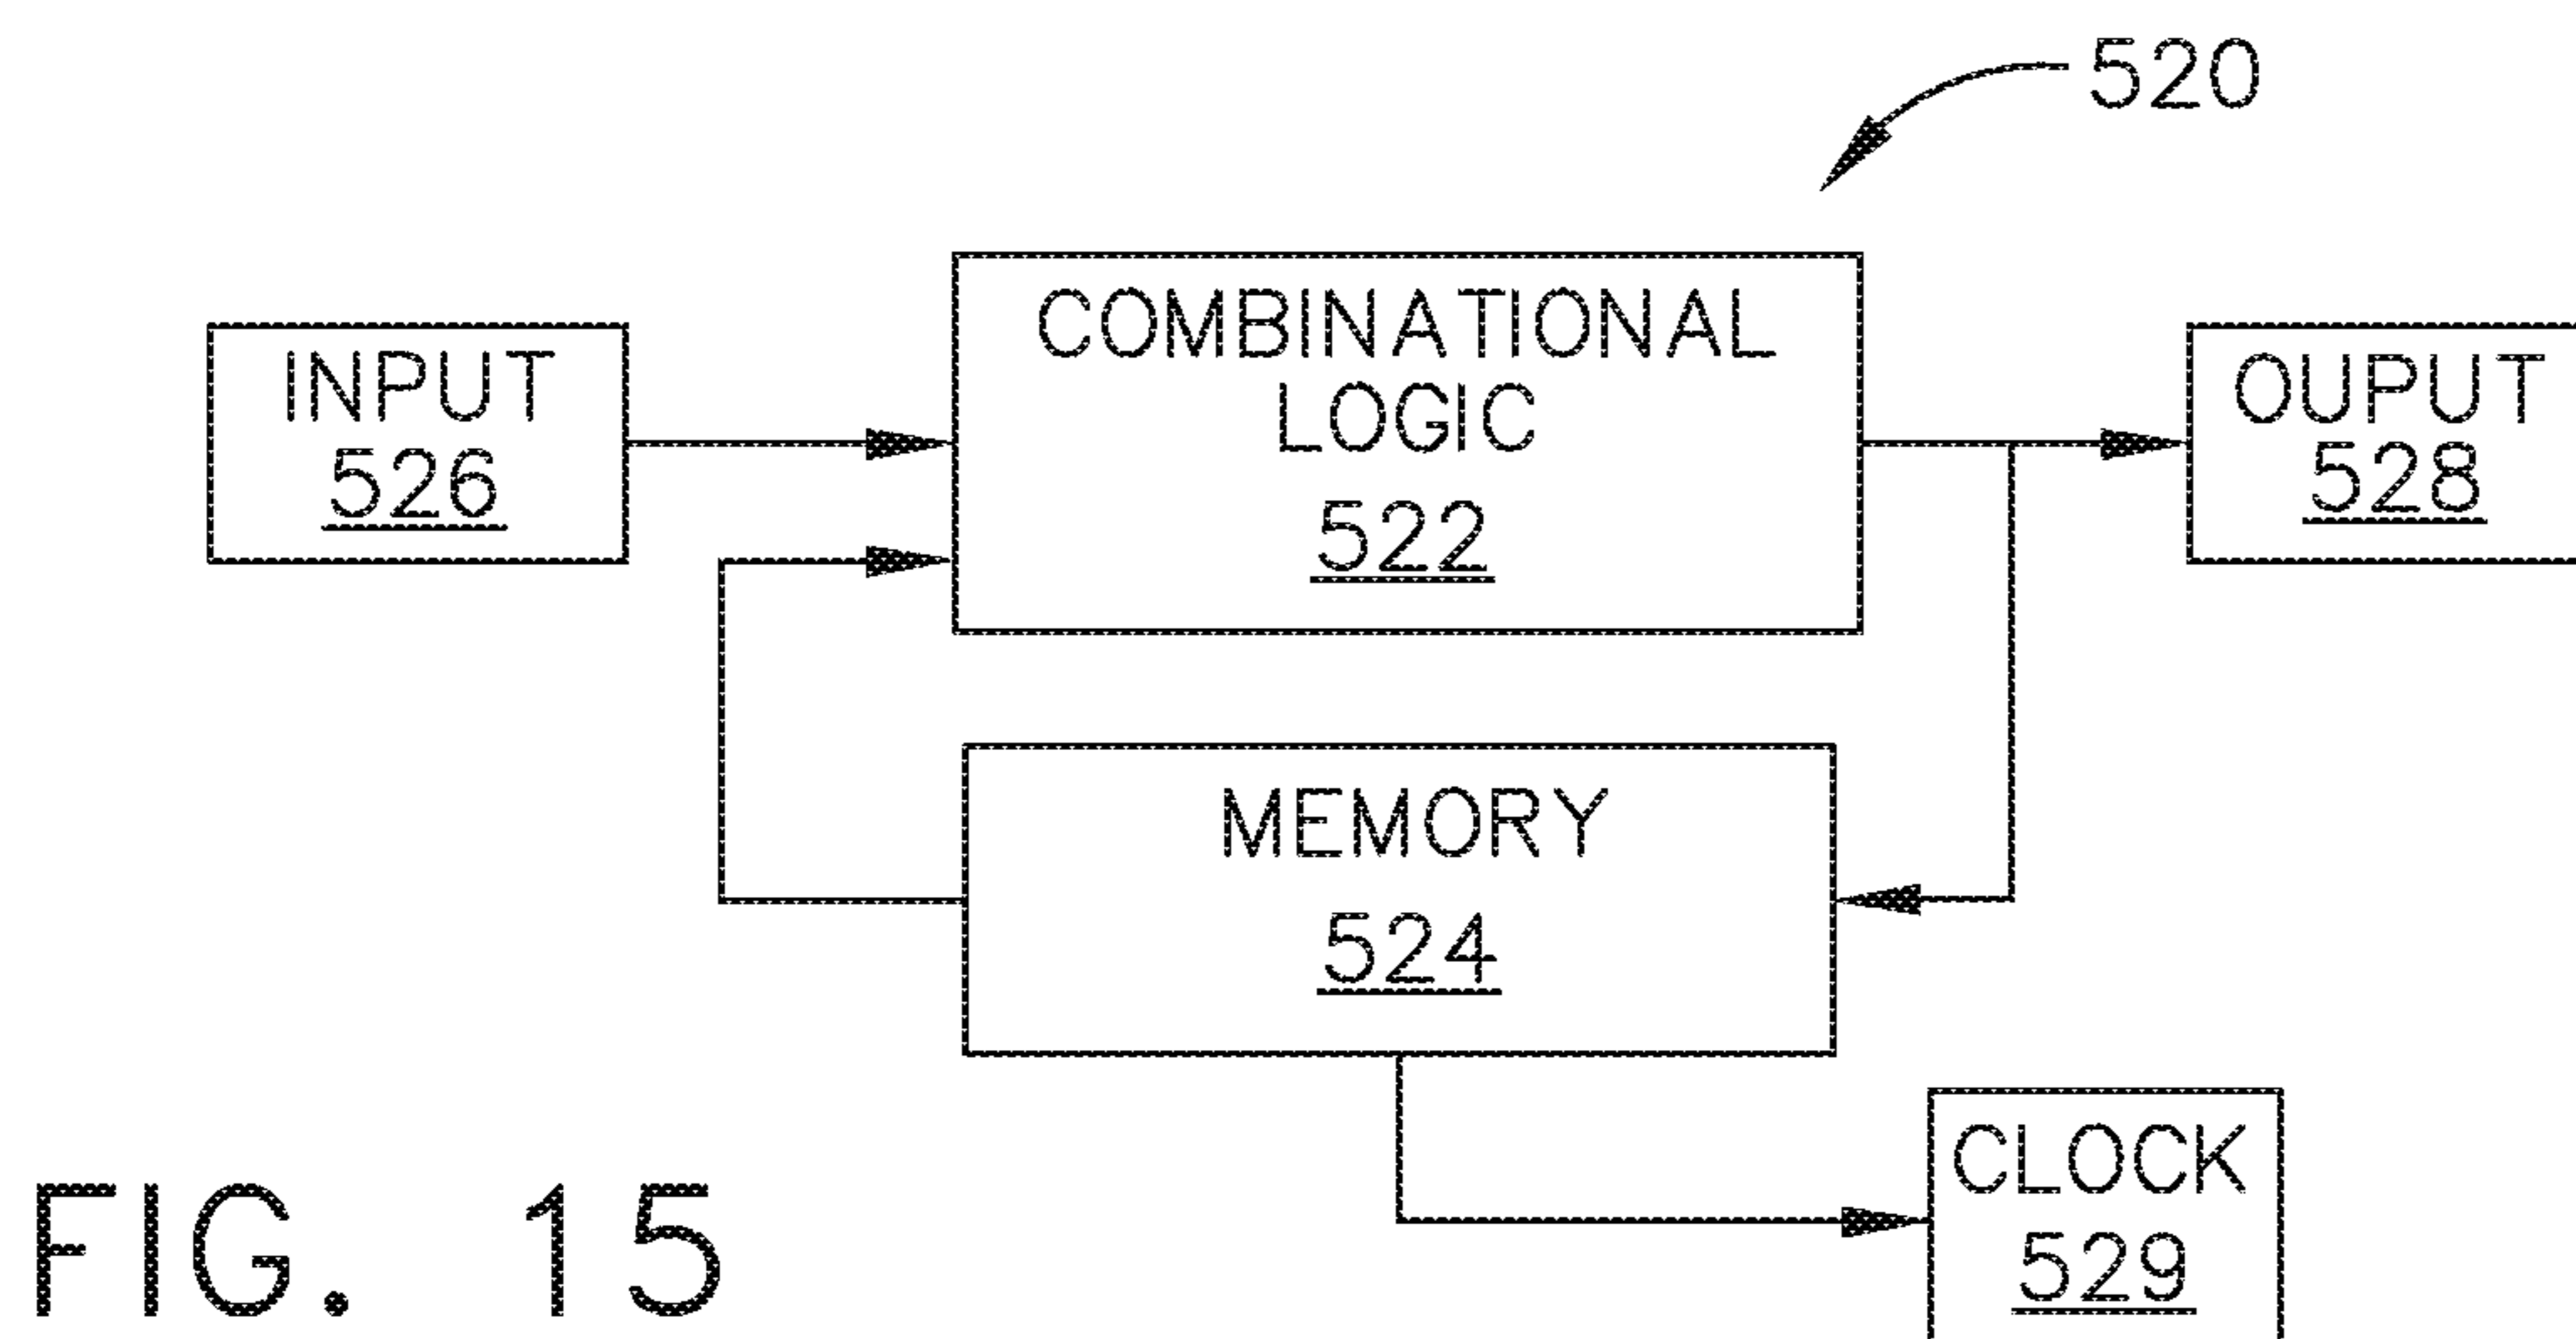 520
COMBINATIONAL
LOGIC
522
INPUT
526
OUPUT
528
MEMORY
524
CLOCK
529
FIG. 15